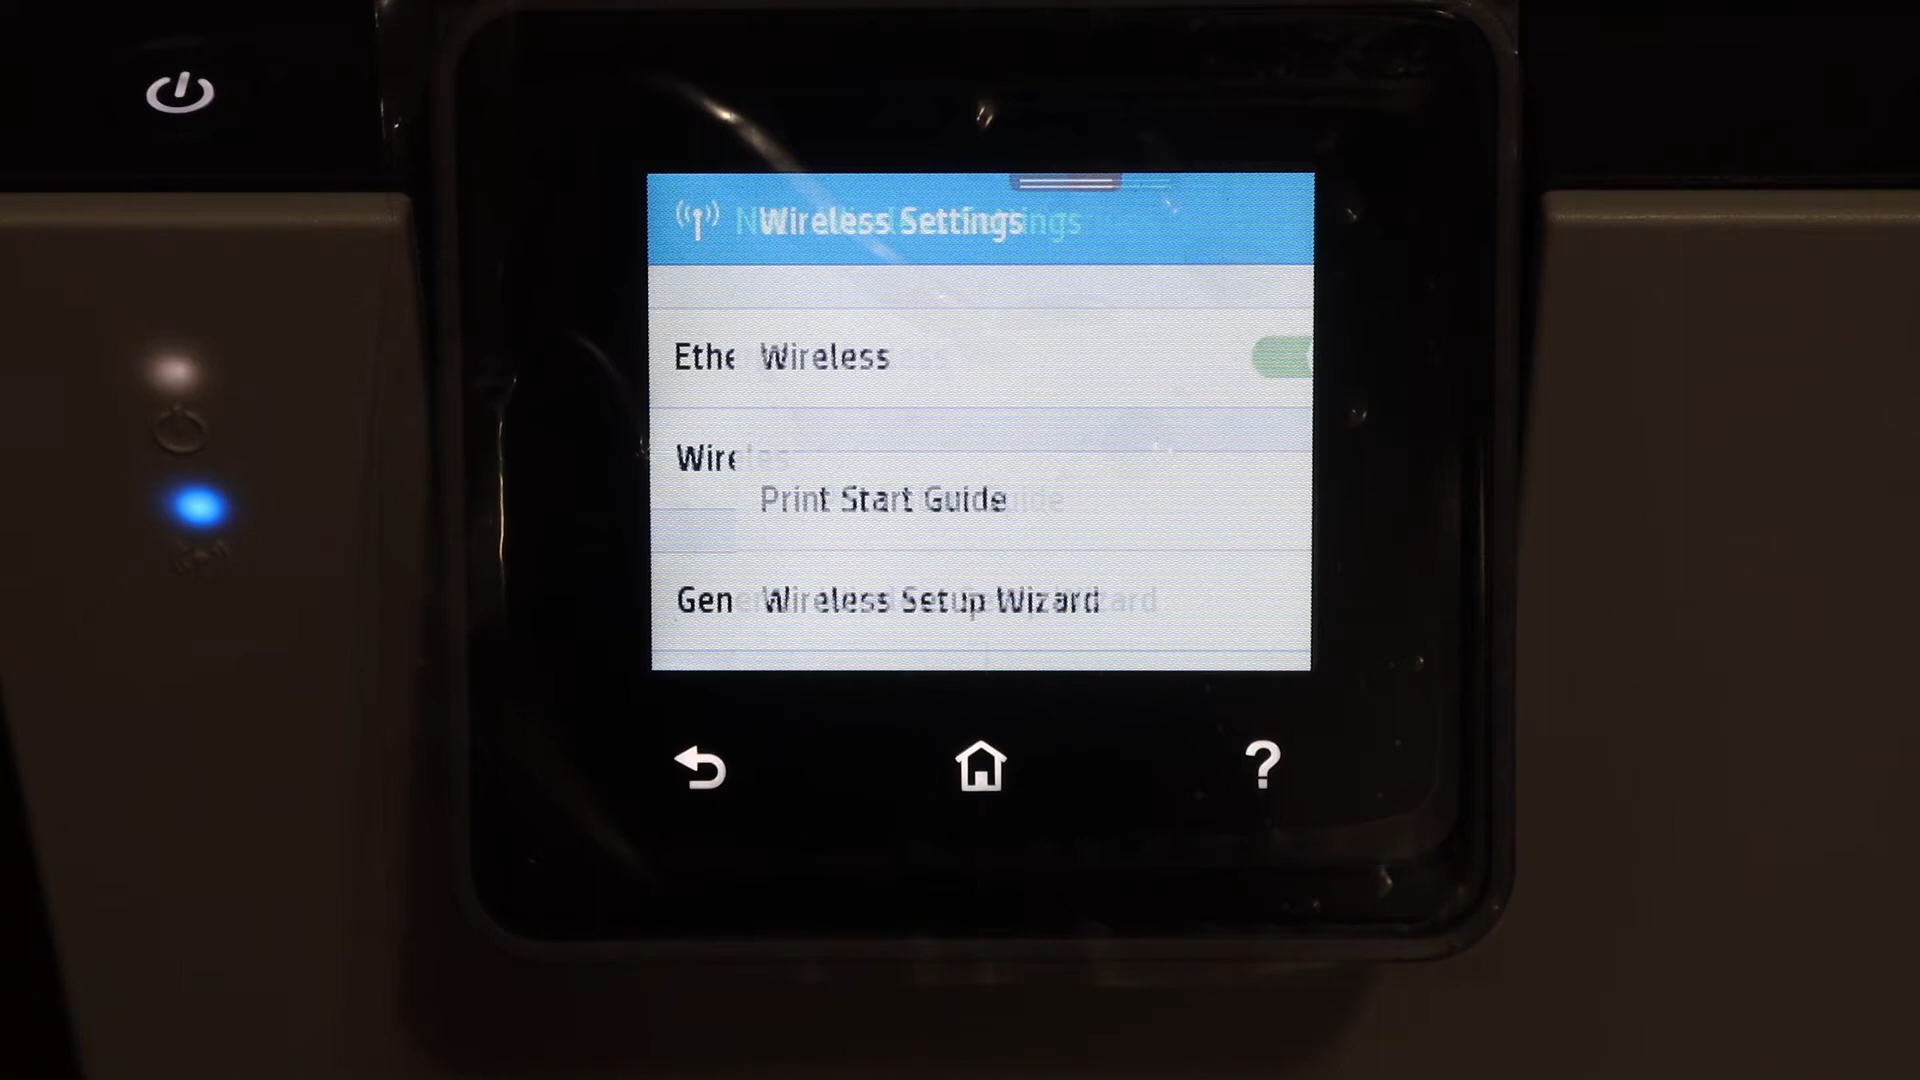 Wireless Settings
Ethe Wireless
Wire
Print Start Guide
Gen Wireless Setup Wizard
?